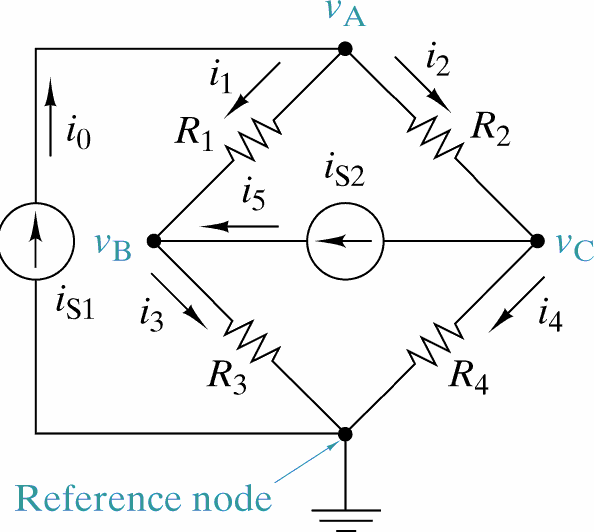 vA
i1
i2
i0
R1
R2
iS2
i5
vB
vC
iS1
i3
i4
R3
R4
Reference node